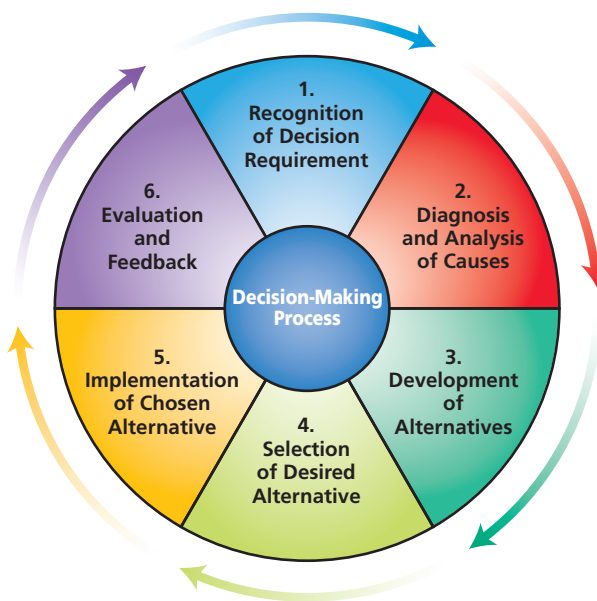 1.
Recognition
of Decision
Requirement
2.
Diagnosis
and Analysis
of Causes
3.
Development
of
Alternatives
4.
Selection
of Desired
Alternative
5.
Implementation
of Chosen
Alternative
6.
Evaluation
and
Feedback
Decision-Making
Process